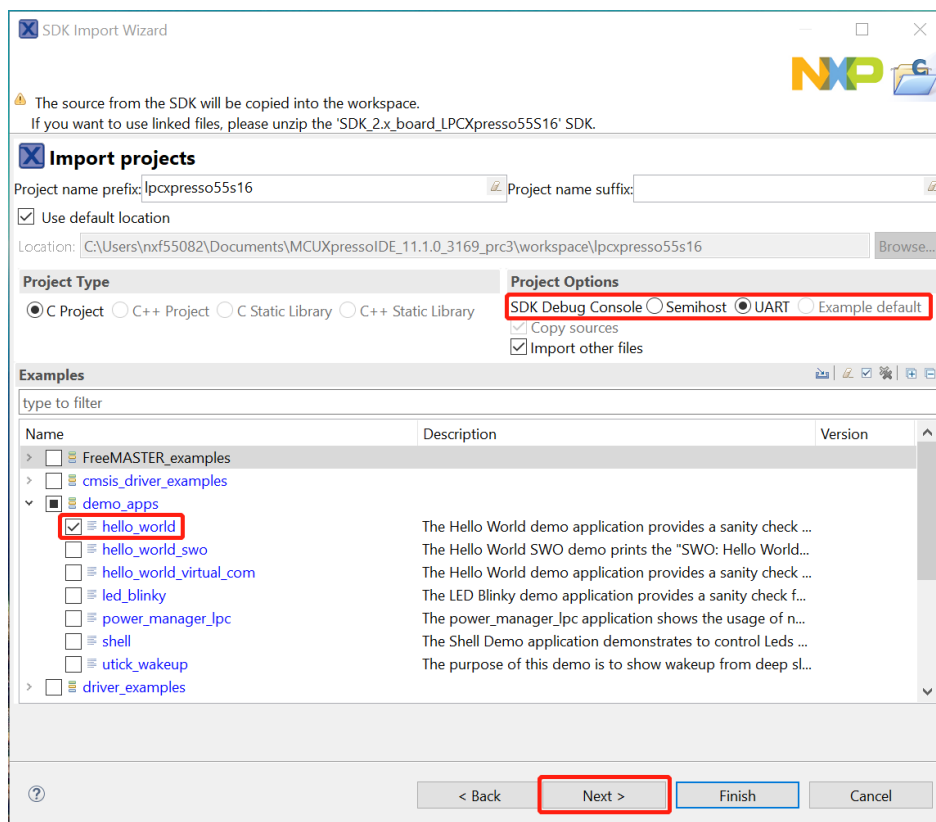 SDK Import Wizard
NXP
The source from the SDK will be copied into the workspace.
If you want to use linked files, please unzip the 'SDK_2.x_board_LPCXpresso55S16' SDK.
Import projects
Project name prefix: lpcxpresso55s16 Project name suffix:
Use default location
Location: C:\Users\nxf55082\Documents\MCUXpressoIDE_11.1.0_3169_prc3\workspace\lpcxpresso55s16 Browse...
Project Type Project Options
C Project C++ Project C Static Library C++ Static Library SDK Debug Console Semihost UART Example default
Copy sources
Import other files
Examples
type to filter
Name Description Version
FreeMASTER_examples
cmsis_driver_examples
demo_apps
hello_world The Hello World demo application provides a sanity check ...
hello_world_swo The Hello World SWO demo prints the "SWO: Hello World...
hello_world_virtual_com The Hello World demo application provides a sanity check ...
led_blinky The LED Blinky demo application provides a sanity check f...
power_manager_lpc The power_manager_lpc application shows the usage of n...
shell The Shell Demo application demonstrates to control Leds ...
utick_wakeup The purpose of this demo is to show wakeup from deep sl...
driver_examples
< Back Next > Finish Cancel